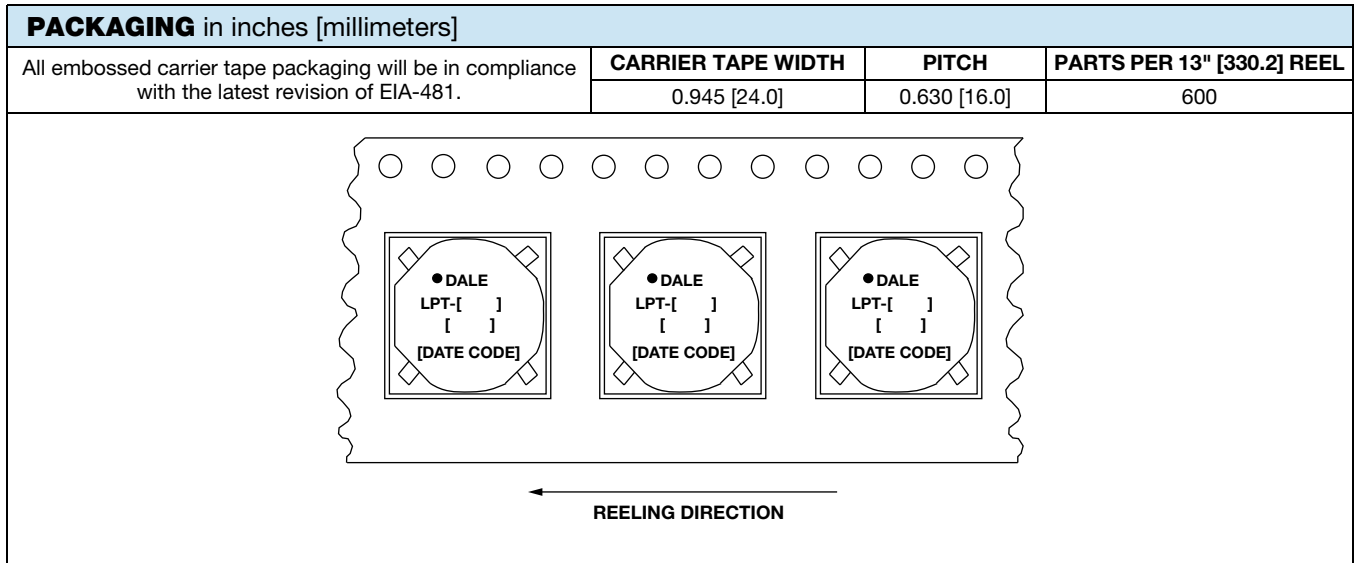 PACKAGING in inches [millimeters]
All embossed carrier tape packaging will be in compliance
with the latest revision of EIA-481.
CARRIER TAPE WIDTH PITCH PARTS PER 13" [330.2] REEL
0.945 [24.0] 0.630 [16.0] 600
DALE DALE DALE
LPT-[ ] LPT-[ ] LPT-[ ]
[ ] [ ] [ ]
[DATE CODE] [DATE CODE] [DATE CODE]
REELING DIRECTION